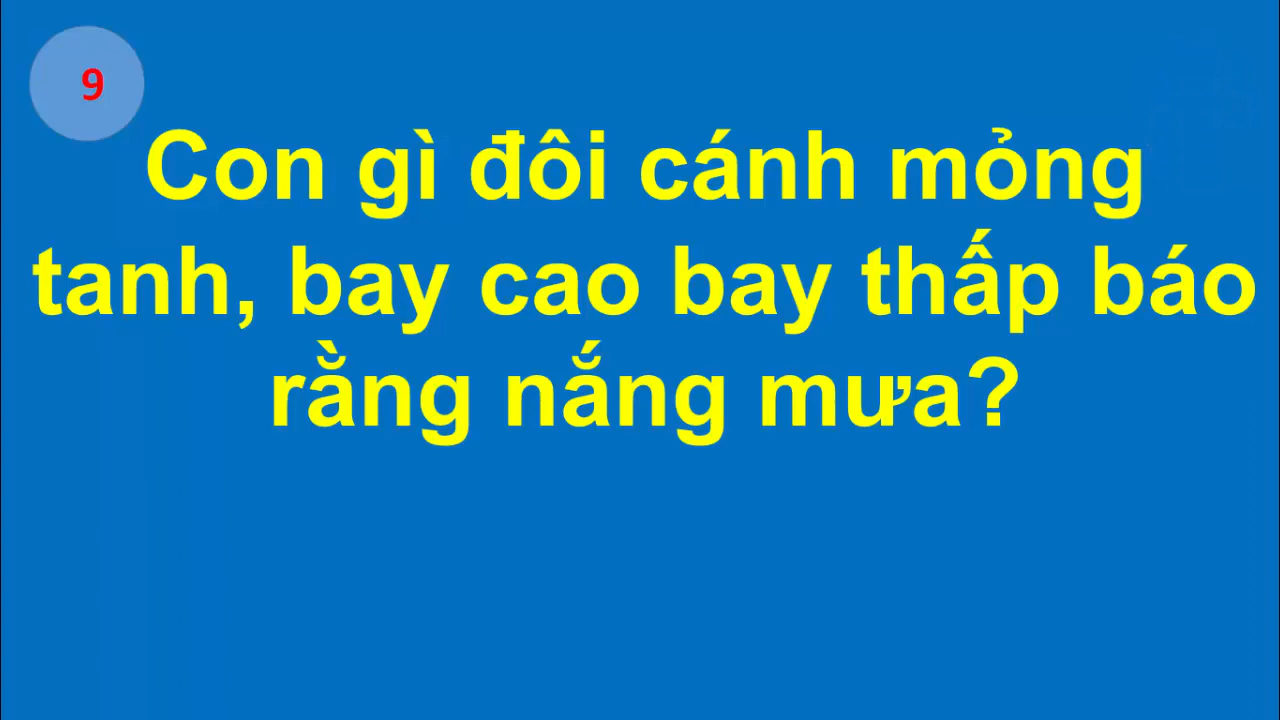 9
Con gì đôi cánh mỏng
tanh, bay cao bay thấp báo
rằng nắng mưa?